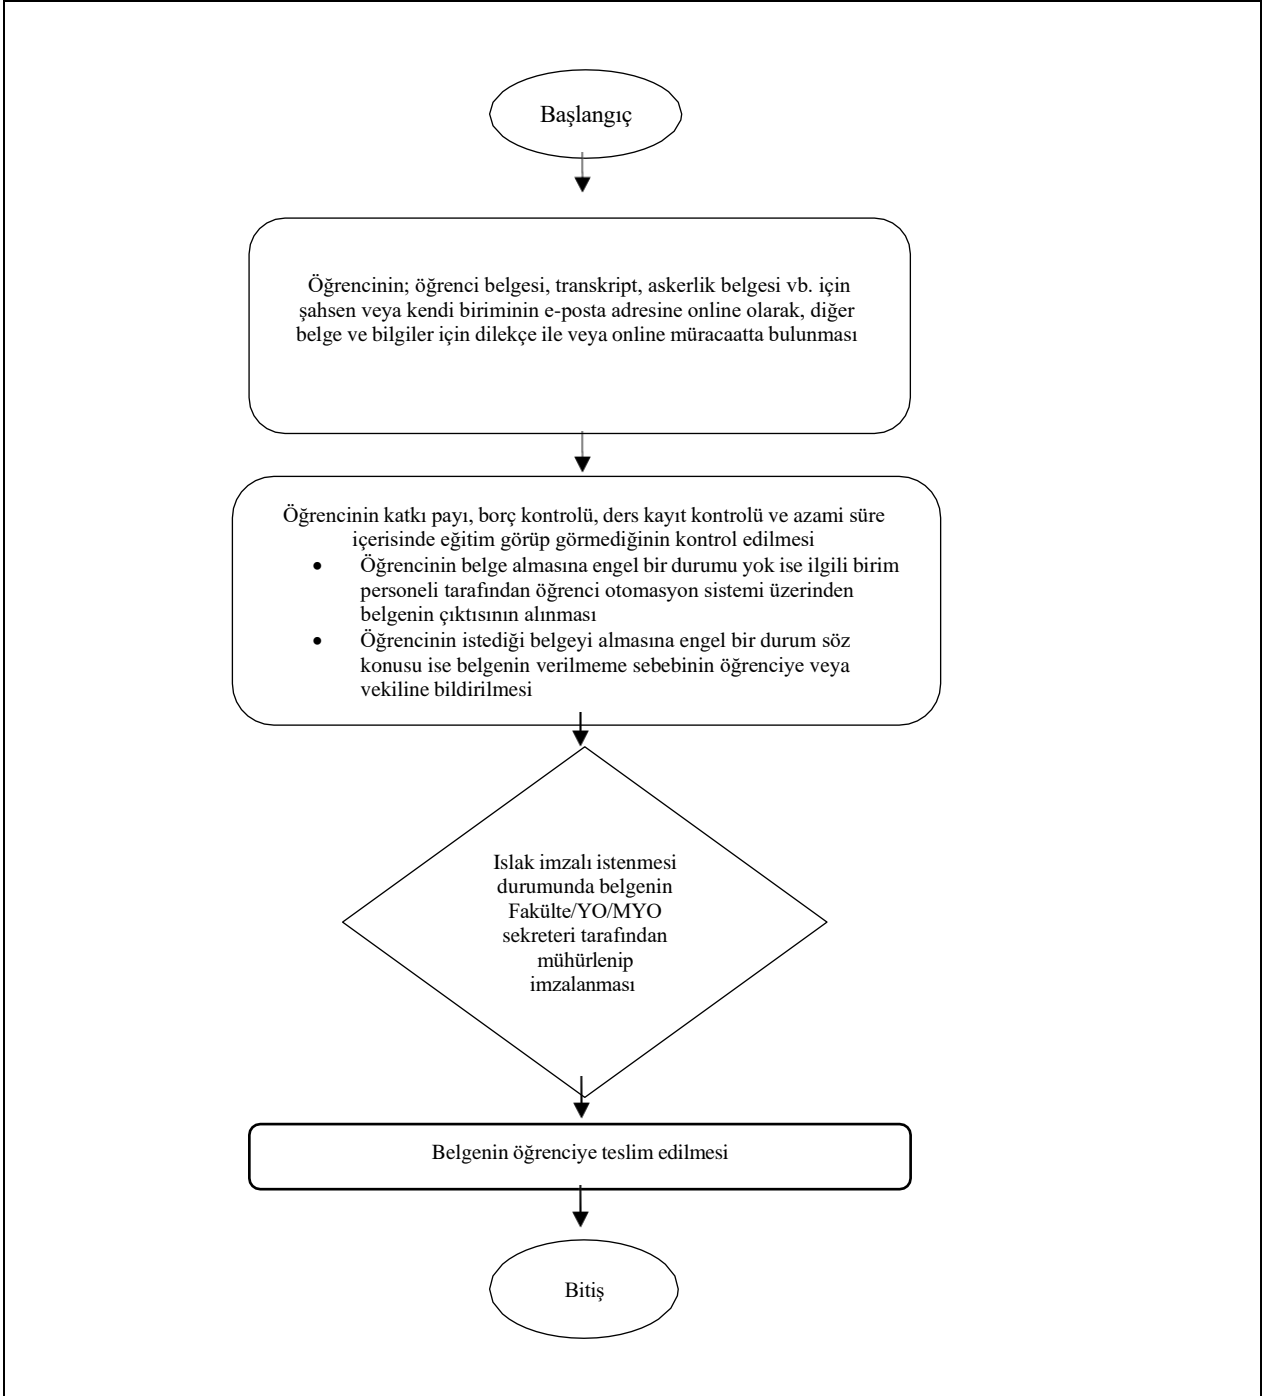 Başlangıç
Öğrencinin; öğrenci belgesi, transkript, askerlik belgesi vb. için
şahsen veya kendi biriminin e-posta adresine online olarak, diğer
belge ve bilgiler için dilekçe ile veya online müracaatta bulunması
Öğrencinin katkı payı, borç kontrolü, ders kayıt kontrolü ve azami süre
içerisinde eğitim görüp görmediğinin kontrol edilmesi
• Öğrencinin belge almasına engel bir durumu yok ise ilgili birim
personeli tarafından öğrenci otomasyon sistemi üzerinden
belgenin çıktısının alınması
• Öğrencinin istediği belgeyi almasına engel bir durum söz
konusu ise belgenin verilmeme sebebinin öğrenciye veya
vekiline bildirilmesi
Islak imzalı istenmesi
durumunda belgenin
Fakülte/YO/MYO
sekreteri tarafından
mühürlenip
imzalanması
Belgenin öğrenciye teslim edilmesi
Bitiş